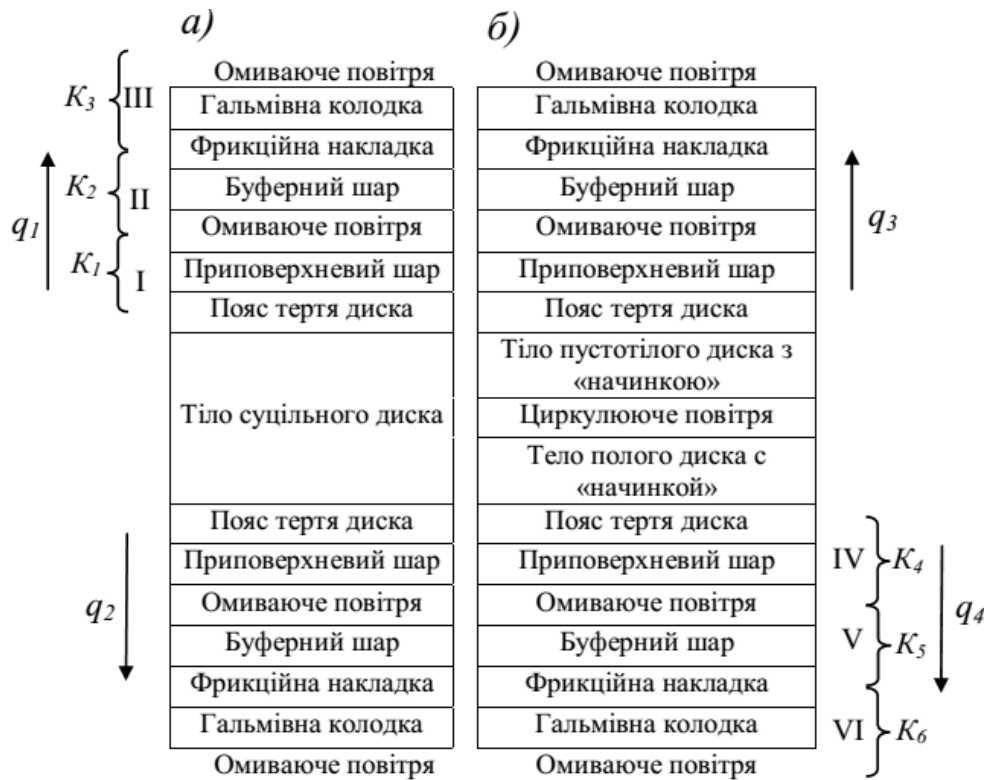 а)
б)
Омиваюче повітря
Омиваюче повітря
K3
III
Гальмівна колодка
Гальмівна колодка
Фрикційна накладка
Фрикційна накладка
K2
II
Буферний шар
Буферний шар
q1
q3
Омиваюче повітря
Омиваюче повітря
K1
I
Приповерхневий шар
Приповерхневий шар
Пояс тертя диска
Пояс тертя диска
Тіло суцільного диска
Тіло пустотілого диска з
«начинкою»
Циркулююче повітря
Тело полого диска с
«начинкой»
Пояс тертя диска
Пояс тертя диска
Приповерхневий шар
Приповерхневий шар
IV
K4
q2
Омиваюче повітря
Омиваюче повітря
q4
Буферний шар
Буферний шар
V
K5
Фрикційна накладка
Фрикційна накладка
Гальмівна колодка
Гальмівна колодка
VI
K6
Омиваюче повітря
Омиваюче повітря